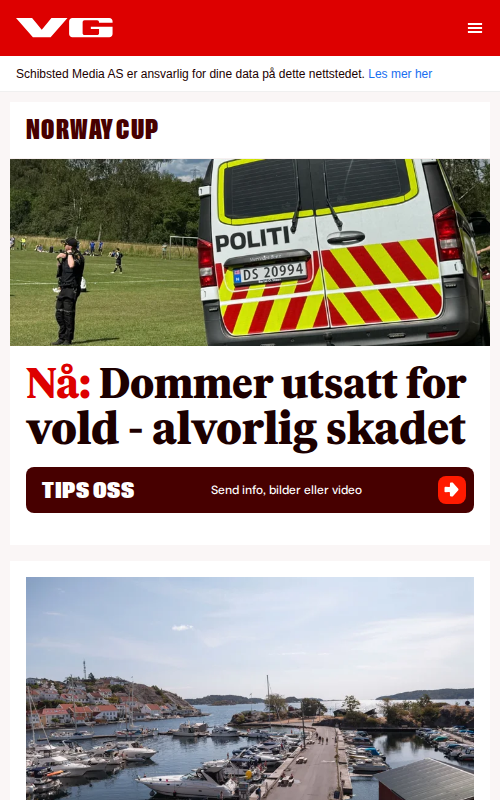 VG
Schibsted Media AS er ansvarlig for dine data på dette nettstedet. Les mer her
NORWAY CUP
POLITI
DS 20994
Nå: Dommer utsatt for
vold - alvorlig skadet
TIPS OSS
Send info, bilder eller video